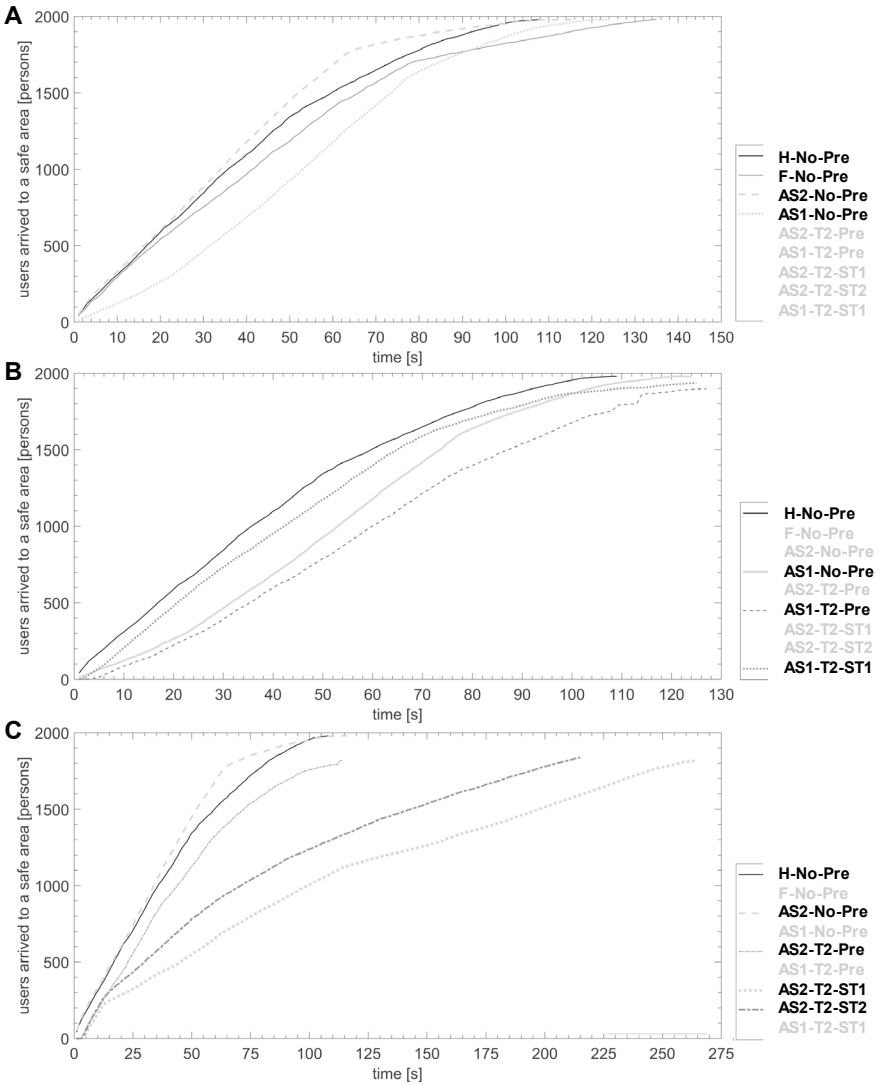 A
users arrived to a safe area [persons]
2000
1500
1000
500
0
0 10 20 30 40 50 60 70 80 90 100 110 120 130 140 150
time [s]
H-No-Pre
F-No-Pre
AS2-No-Pre
AS1-No-Pre
AS2-T2-Pre
AS1-T2-Pre
AS2-T2-ST1
AS2-T2-ST2
AS1-T2-ST1
B
users arrived to a safe area [persons]
2000
1500
1000
500
0
0 10 20 30 40 50 60 70 80 90 100 110 120 130
time [s]
H-No-Pre
F-No-Pre
AS2-No-Pre
AS1-No-Pre
AS2-T2-Pre
AS1-T2-Pre
AS2-T2-ST1
AS2-T2-ST2
AS1-T2-ST1
C
users arrived to a safe area [persons]
2000
1500
1000
500
0
0 25 50 75 100 125 150 175 200 225 250 275
time [s]
H-No-Pre
F-No-Pre
AS2-No-Pre
AS1-No-Pre
AS2-T2-Pre
AS1-T2-Pre
AS2-T2-ST1
AS2-T2-ST2
AS1-T2-ST1